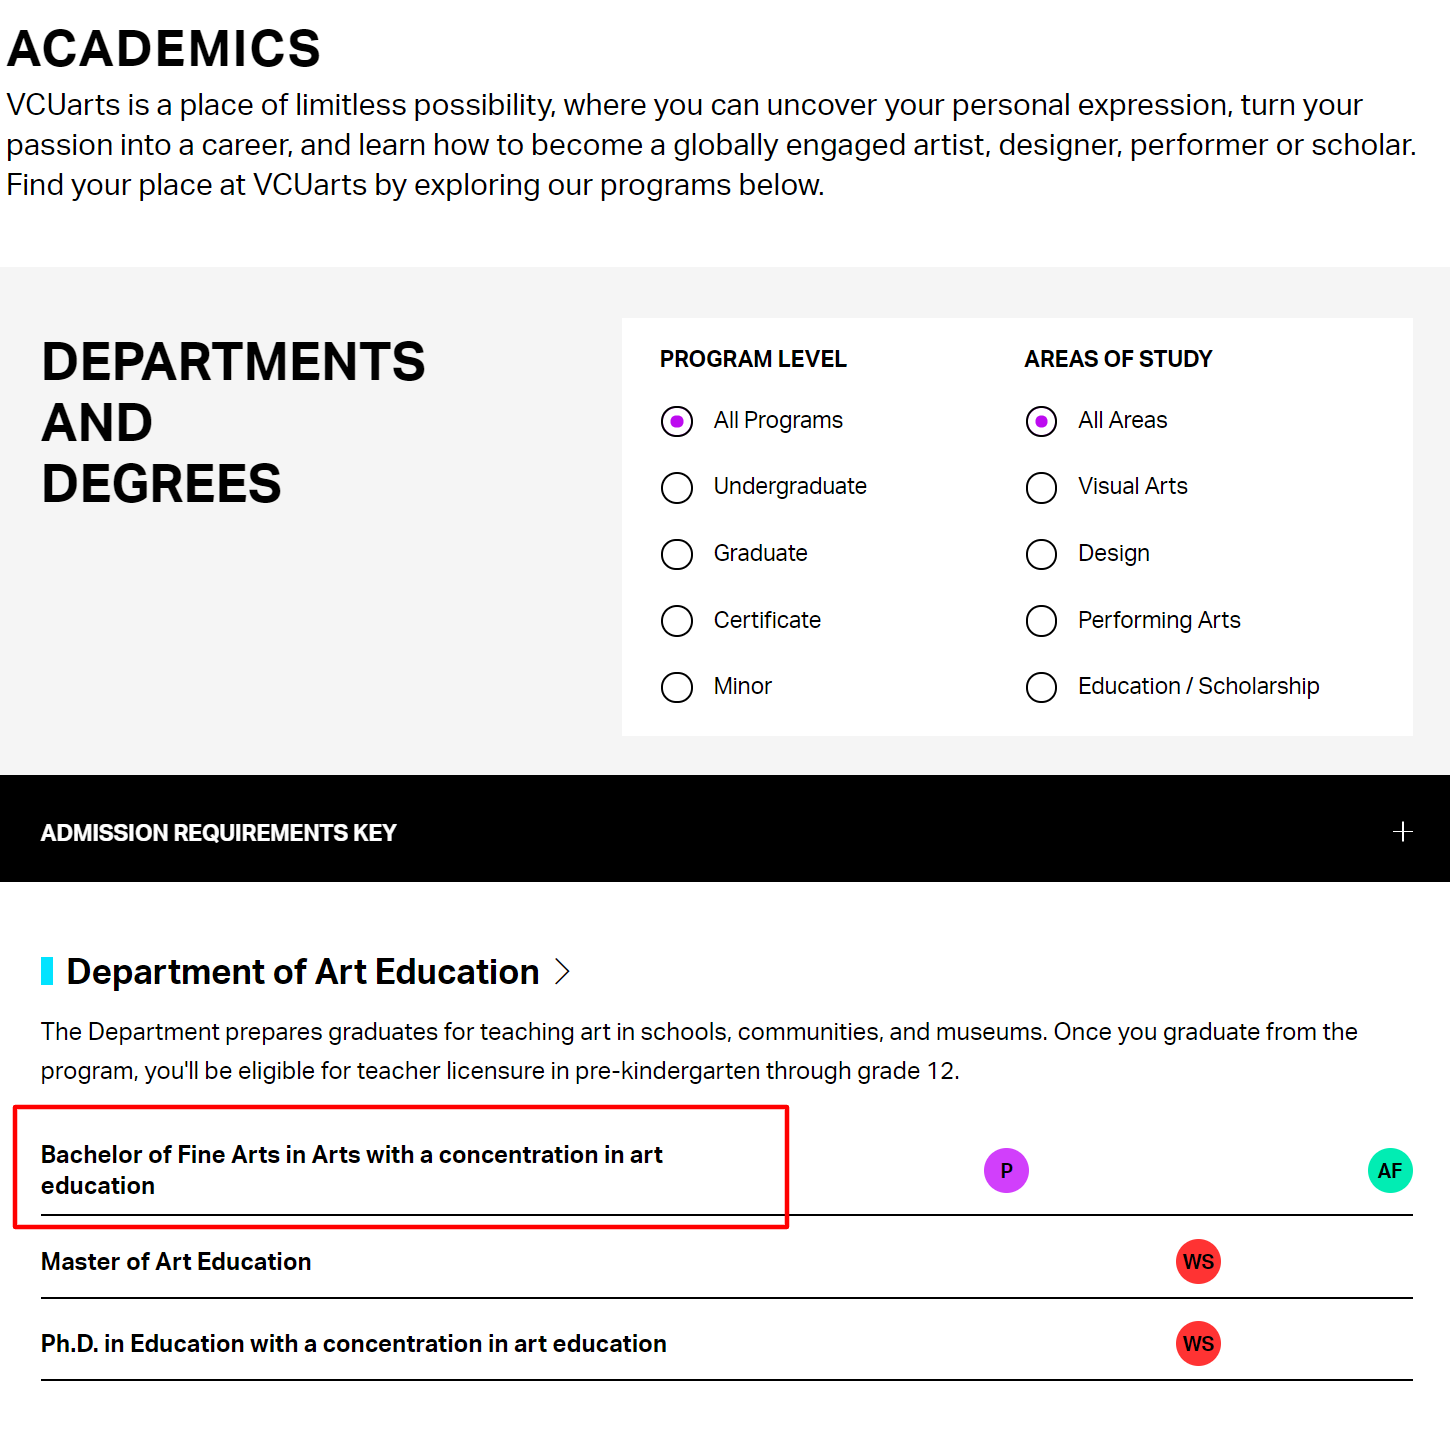 ACADEMICS
VCUarts is a place of limitless possibility, where you can uncover your personal expression, turn your
passion into a career, and learn how to become a globally engaged artist, designer, performer or scholar.
Find your place at VCUarts by exploring our programs below.
DEPARTMENTS
AND
DEGREES
PROGRAM LEVEL
All Programs
Undergraduate
Graduate
Certificate
Minor
AREAS OF STUDY
All Areas
Visual Arts
Design
Performing Arts
Education / Scholarship
ADMISSION REQUIREMENTS KEY
Department of Art Education
The Department prepares graduates for teaching art in schools, communities, and museums. Once you graduate from the
program, you'll be eligible for teacher licensure in pre-kindergarten through grade 12.
Bachelor of Fine Arts in Arts with a concentration in art
education
P
AF
Master of Art Education
WS
Ph.D. in Education with a concentration in art education
WS